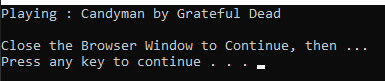 Playing : Candyman by Grateful Dead
Close the Browser Window to Continue, then ...
Press any key to continue . . .